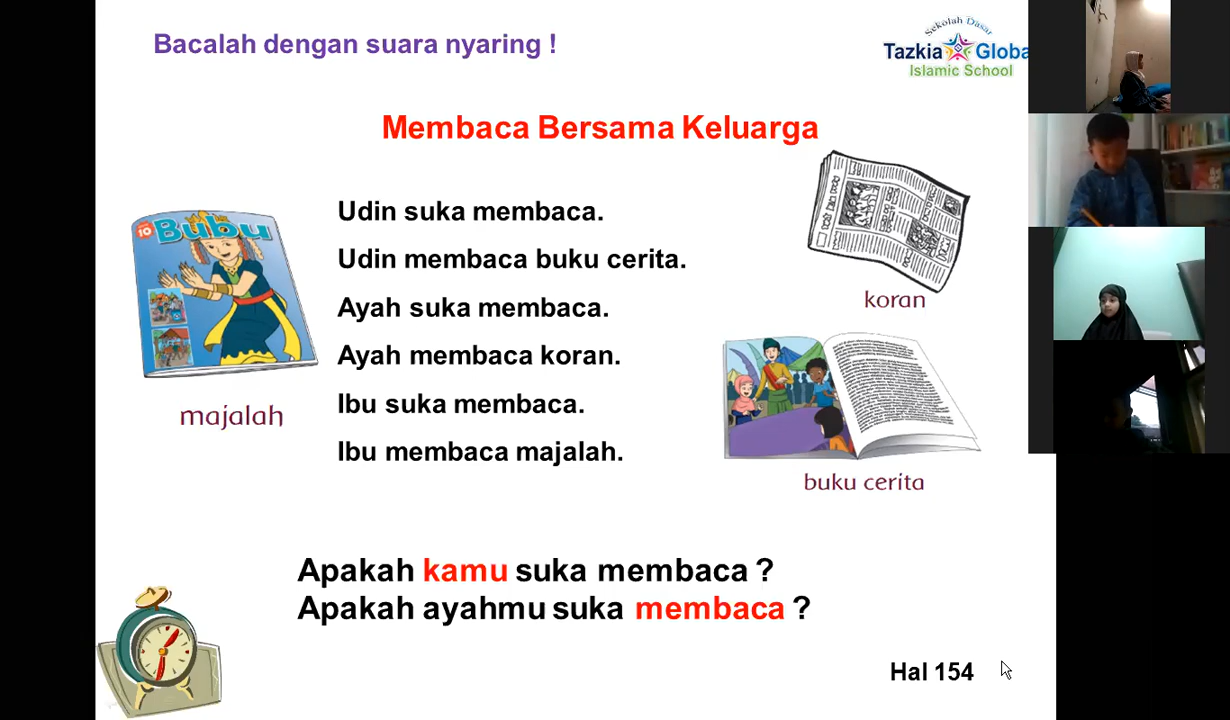 Bacalah dengan suara nyaring !
Sekolah Dasar
Tazkia Globa
Islamic School
Membaca Bersama Keluarga
Bubu
10
majalah
Udin suka membaca.
Udin membaca buku cerita.
Ayah suka membaca.
Ayah membaca koran.
Ibu suka membaca.
Ibu membaca majalah.
koran
buku cerita
Apakah kamu suka membaca ?
Apakah ayahmu suka membaca ?
Hal 154